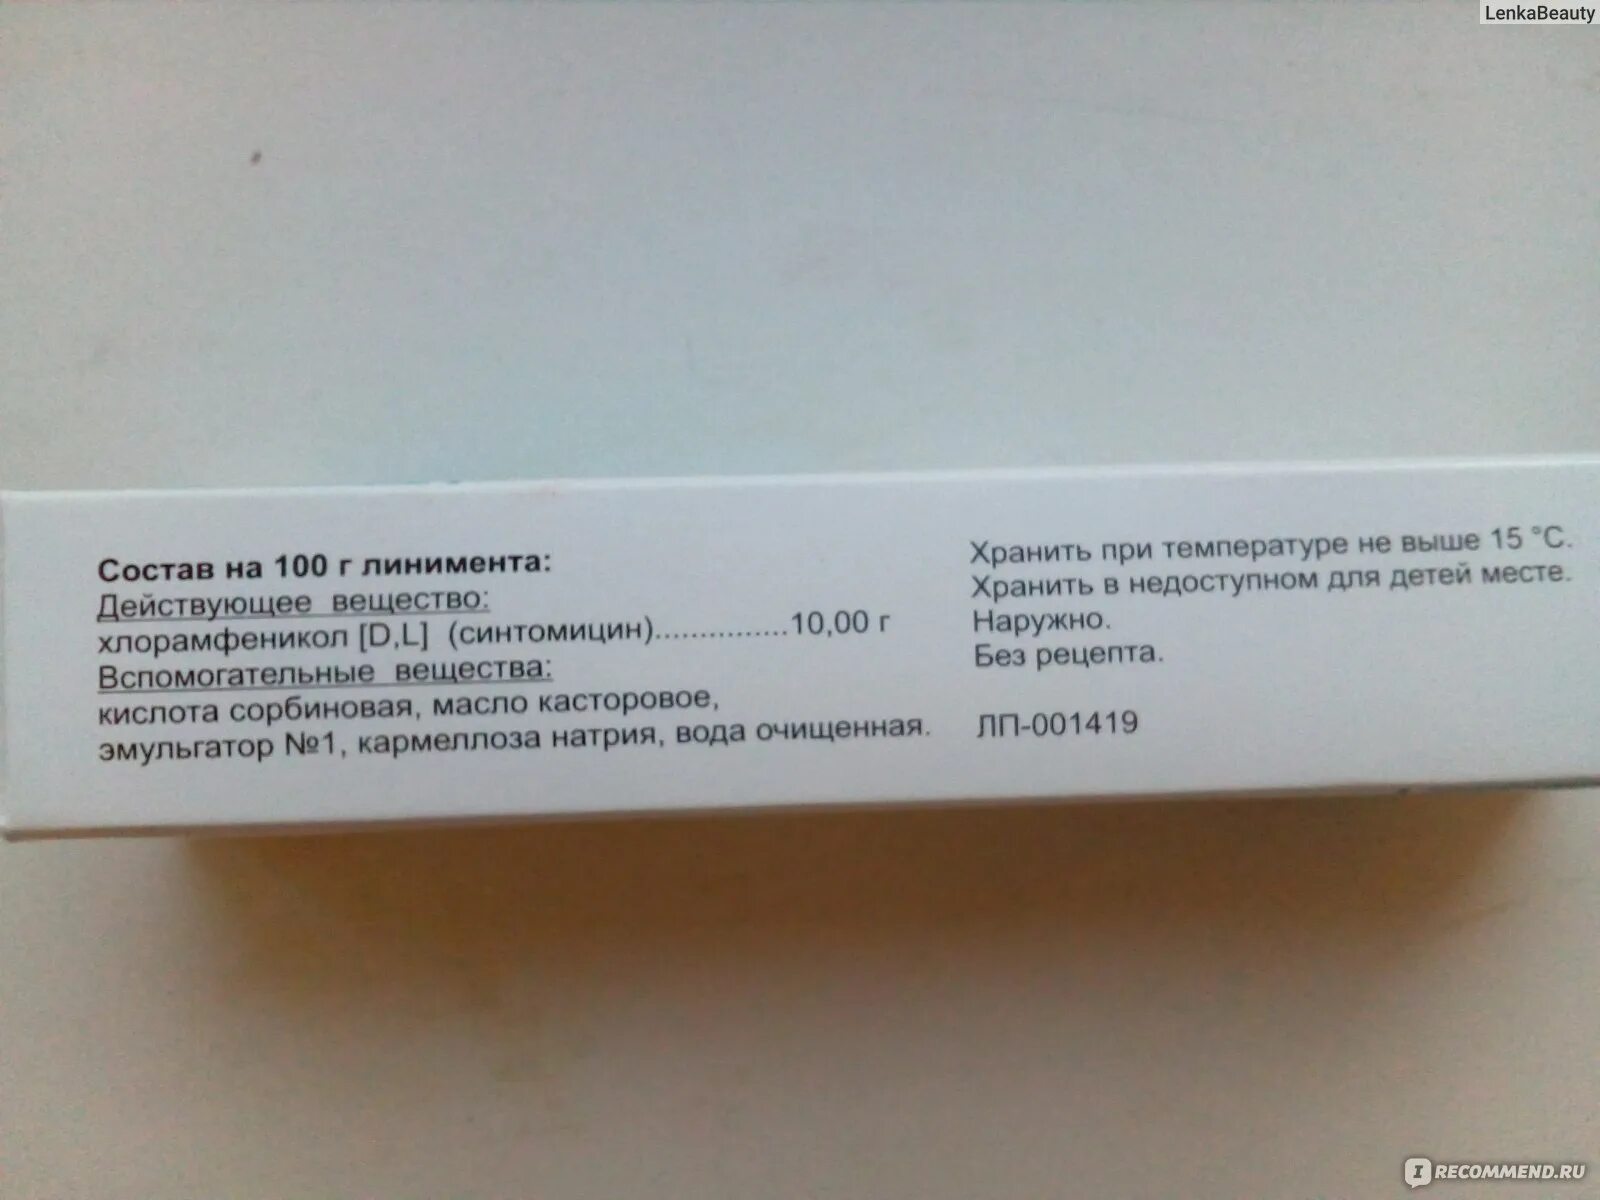 LenkaBeauty
Состав на 100 г линимента:
Действующее вещество:
хлорамфеникол [D,L] (синтомицин)................10,00 г
Вспомогательные вещества:
кислота сорбиновая, масло касторовое,
эмульгатор №1, кармеллоза натрия, вода очищенная.
Хранить при температуре не выше 15 °С.
Хранить в недоступном для детей месте.
Наружно.
Без рецепта.
ЛП-001419
IRECOMMEND.RU